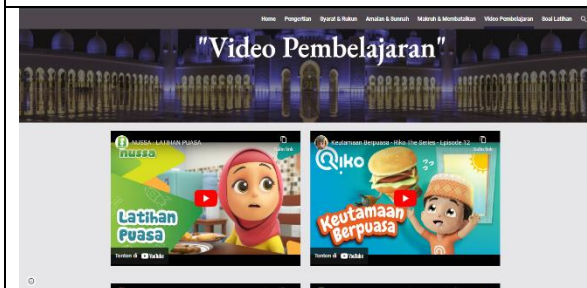 Home Pengertian Syarat & Rukun Amalan & Sunnah Makruh & Membatalkan Video Pembelajaran Soal Latihan
"Video Pembelajaran"
NUSSA - LATIHAN PUASA
Salin link
nussa
Latihan
Puasa
Tonton di YouTube
Keutamaan Berpuasa - Riko The Series - Episode 12
Salin link
Riko
??
Keutamaan
Berpuasa
Tonton di YouTube